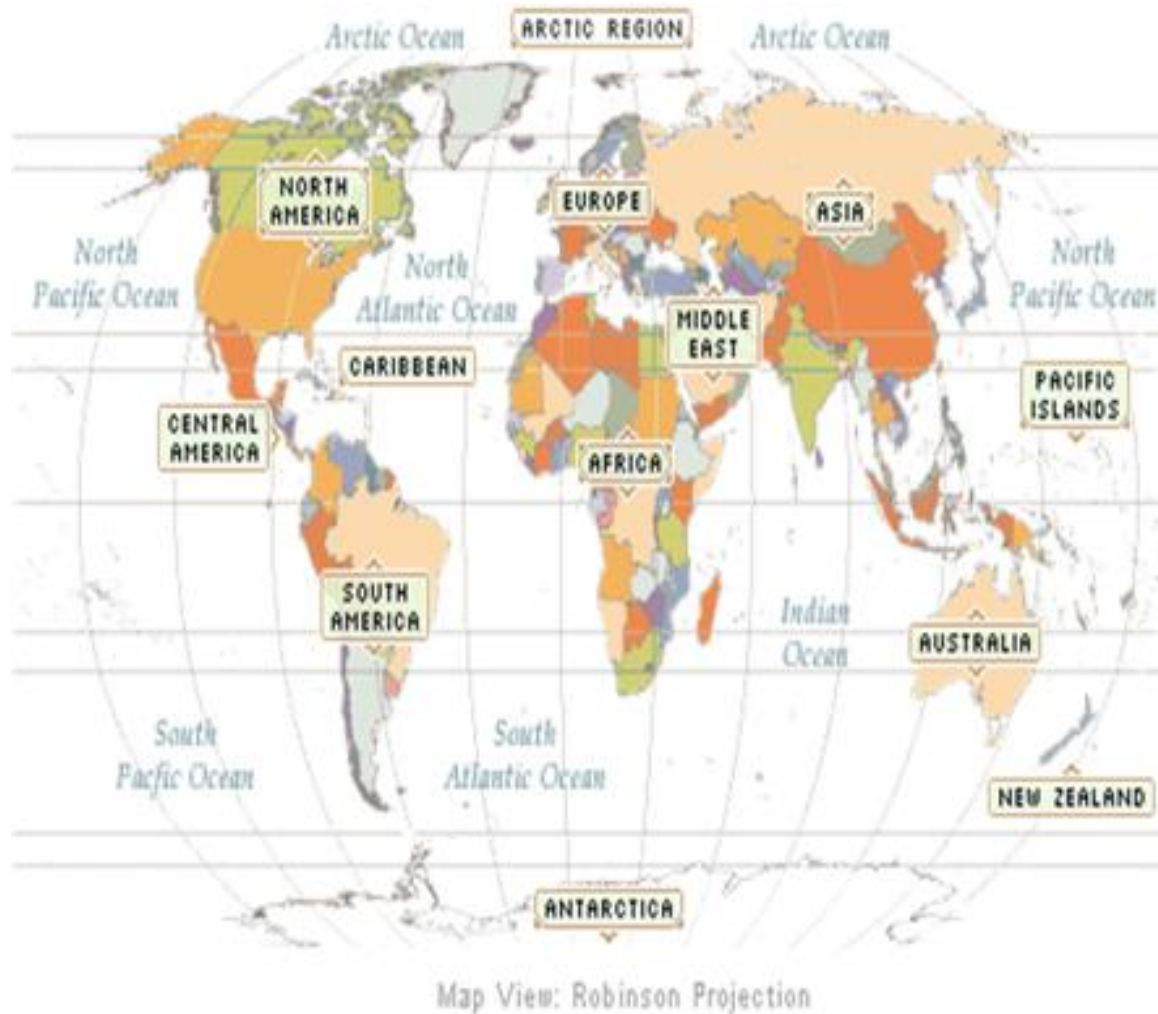 Arctic Ocean
ARCTIC REGION
Arctic Ocean
NORTH
AMERICA
EUROPE
ASIA
North
Pacific Ocean
North
Atlantic Ocean
North
Pacific Ocean
MIDDLE
EAST
CARIBBEAN
PACIFIC
ISLANDS
CENTRAL
AMERICA
AFRICA
SOUTH
AMERICA
Indian
Ocean
AUSTRALIA
South
Pacfic Ocean
South
Atlantic Ocean
NEW ZEALAND
ANTARCTICA
Map View: Robinson Projection